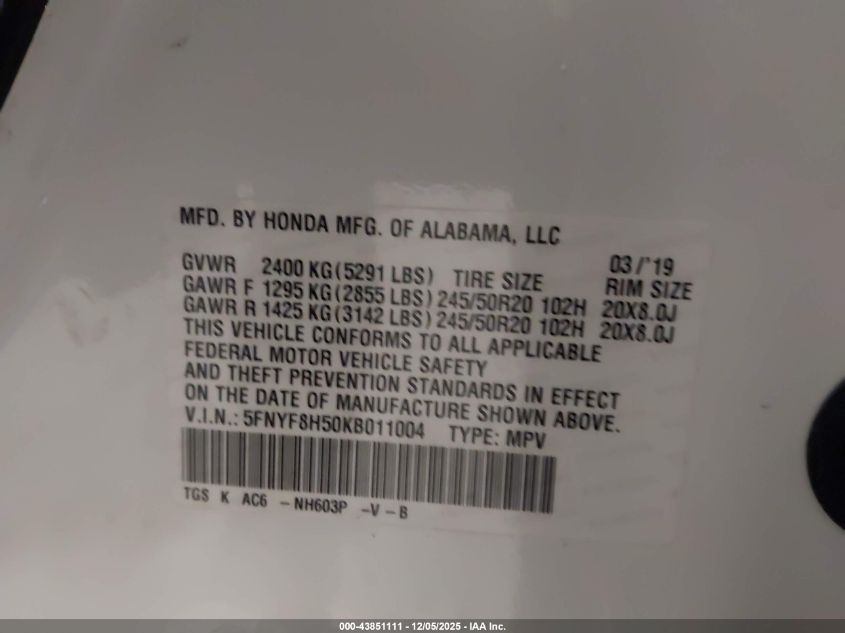 MFD. BY HONDA MFG. OF ALABAMA, LLC
03/'19
GVWR 2400 KG(5291 LBS) TIRE SIZE RIM SIZE
GAWR F 1295 KG(2855 LBS) 245/50R20 102H 20X8.0J
GAWR R 1425 KG(3142 LBS) 245/50R20 102H 20X8.0J
THIS VEHICLE CONFORMS TO ALL APPLICABLE
FEDERAL MOTOR VEHICLE SAFETY
AND THEFT PREVENTION STANDARDS IN EFFECT
ON THE DATE OF MANUFACTURE SHOWN ABOVE.
V.I.N.: 5FNYF8H50KB011004 TYPE: MPV
TGS K AC6 -NH603P -V-B
000-43851111 - 12/05/2025 - IAA Inc.